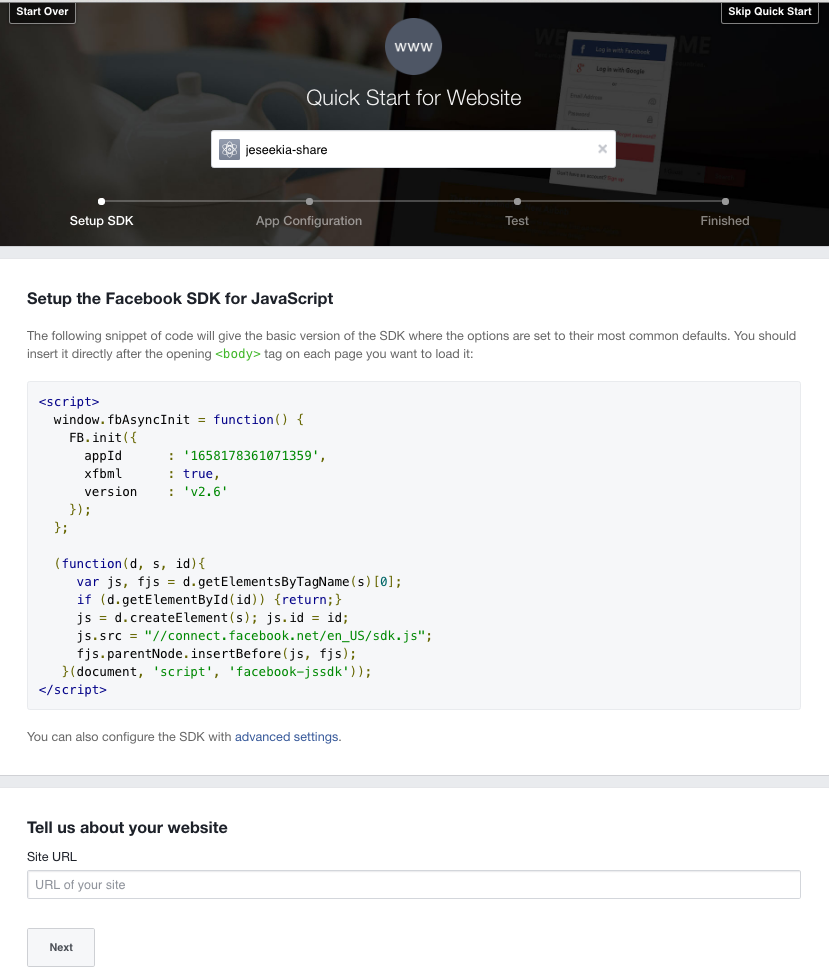 Start Over
Skip Quick Start
www
Quick Start for Website
jeseekia-share
Log in with Facebook
Log in with Google
Setup SDK
App Configuration
Test
Finished
Setup the Facebook SDK for JavaScript
The following snippet of code will give the basic version of the SDK where the options are set to their most common defaults. You should
insert it directly after the opening <body> tag on each page you want to load it:
<script>
  window.fbAsyncInit = function() {
    FB.init({
      appId      : '1658178361071359',
      xfbml      : true,
      version    : 'v2.6'
    });
  };
  (function(d, s, id){
     var js, fjs = d.getElementsByTagName(s)[0];
     if (d.getElementById(id)) {return;}
     js = d.createElement(s); js.id = id;
     js.src = "//connect.facebook.net/en_US/sdk.js";
     fjs.parentNode.insertBefore(js, fjs);
   }(document, 'script', 'facebook-jssdk'));
</script>
You can also configure the SDK with advanced settings.
Tell us about your website
Site URL
URL of your site
Next